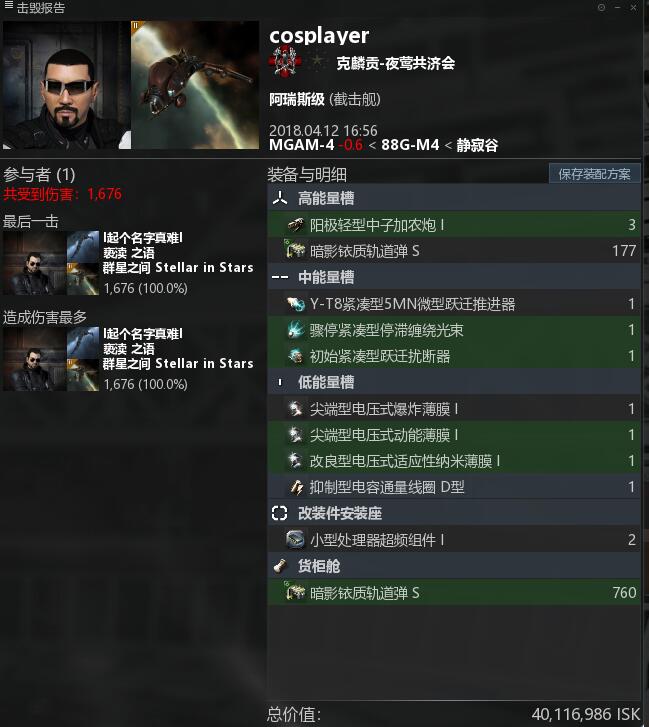 击毁报告
cosplayer
克麟贡-夜莺共济会
阿瑞斯级 (截击舰)
2018.04.12 16:56
MGAM-4 -0.6 < 88G-M4 < 静寂谷
参与者 (1)
共受到伤害: 1,676
最后一击
I起个名字真难I
亵渎 之语
群星之间 Stellar in Stars
1,676 (100.0%)
造成伤害最多
I起个名字真难I
亵渎 之语
群星之间 Stellar in Stars
1,676 (100.0%)
装备与明细
保存装配方案
高能量槽
阳极轻型中子加农炮 I 3
暗影铱质轨道弹 S 177
中能量槽
Y-T8紧凑型5MN微型跃迁推进器 1
骤停紧凑型停滞缠绕光束 1
初始紧凑型跃迁扰断器 1
低能量槽
尖端型电压式爆炸薄膜 I 1
尖端型电压式动能薄膜 I 1
改良型电压式适应性纳米薄膜 I 1
抑制型电容通量线圈 D型 1
改装件安装座
小型处理器超频组件 I 2
货柜舱
暗影铱质轨道弹 S 760
总价值: 40,116,986 ISK